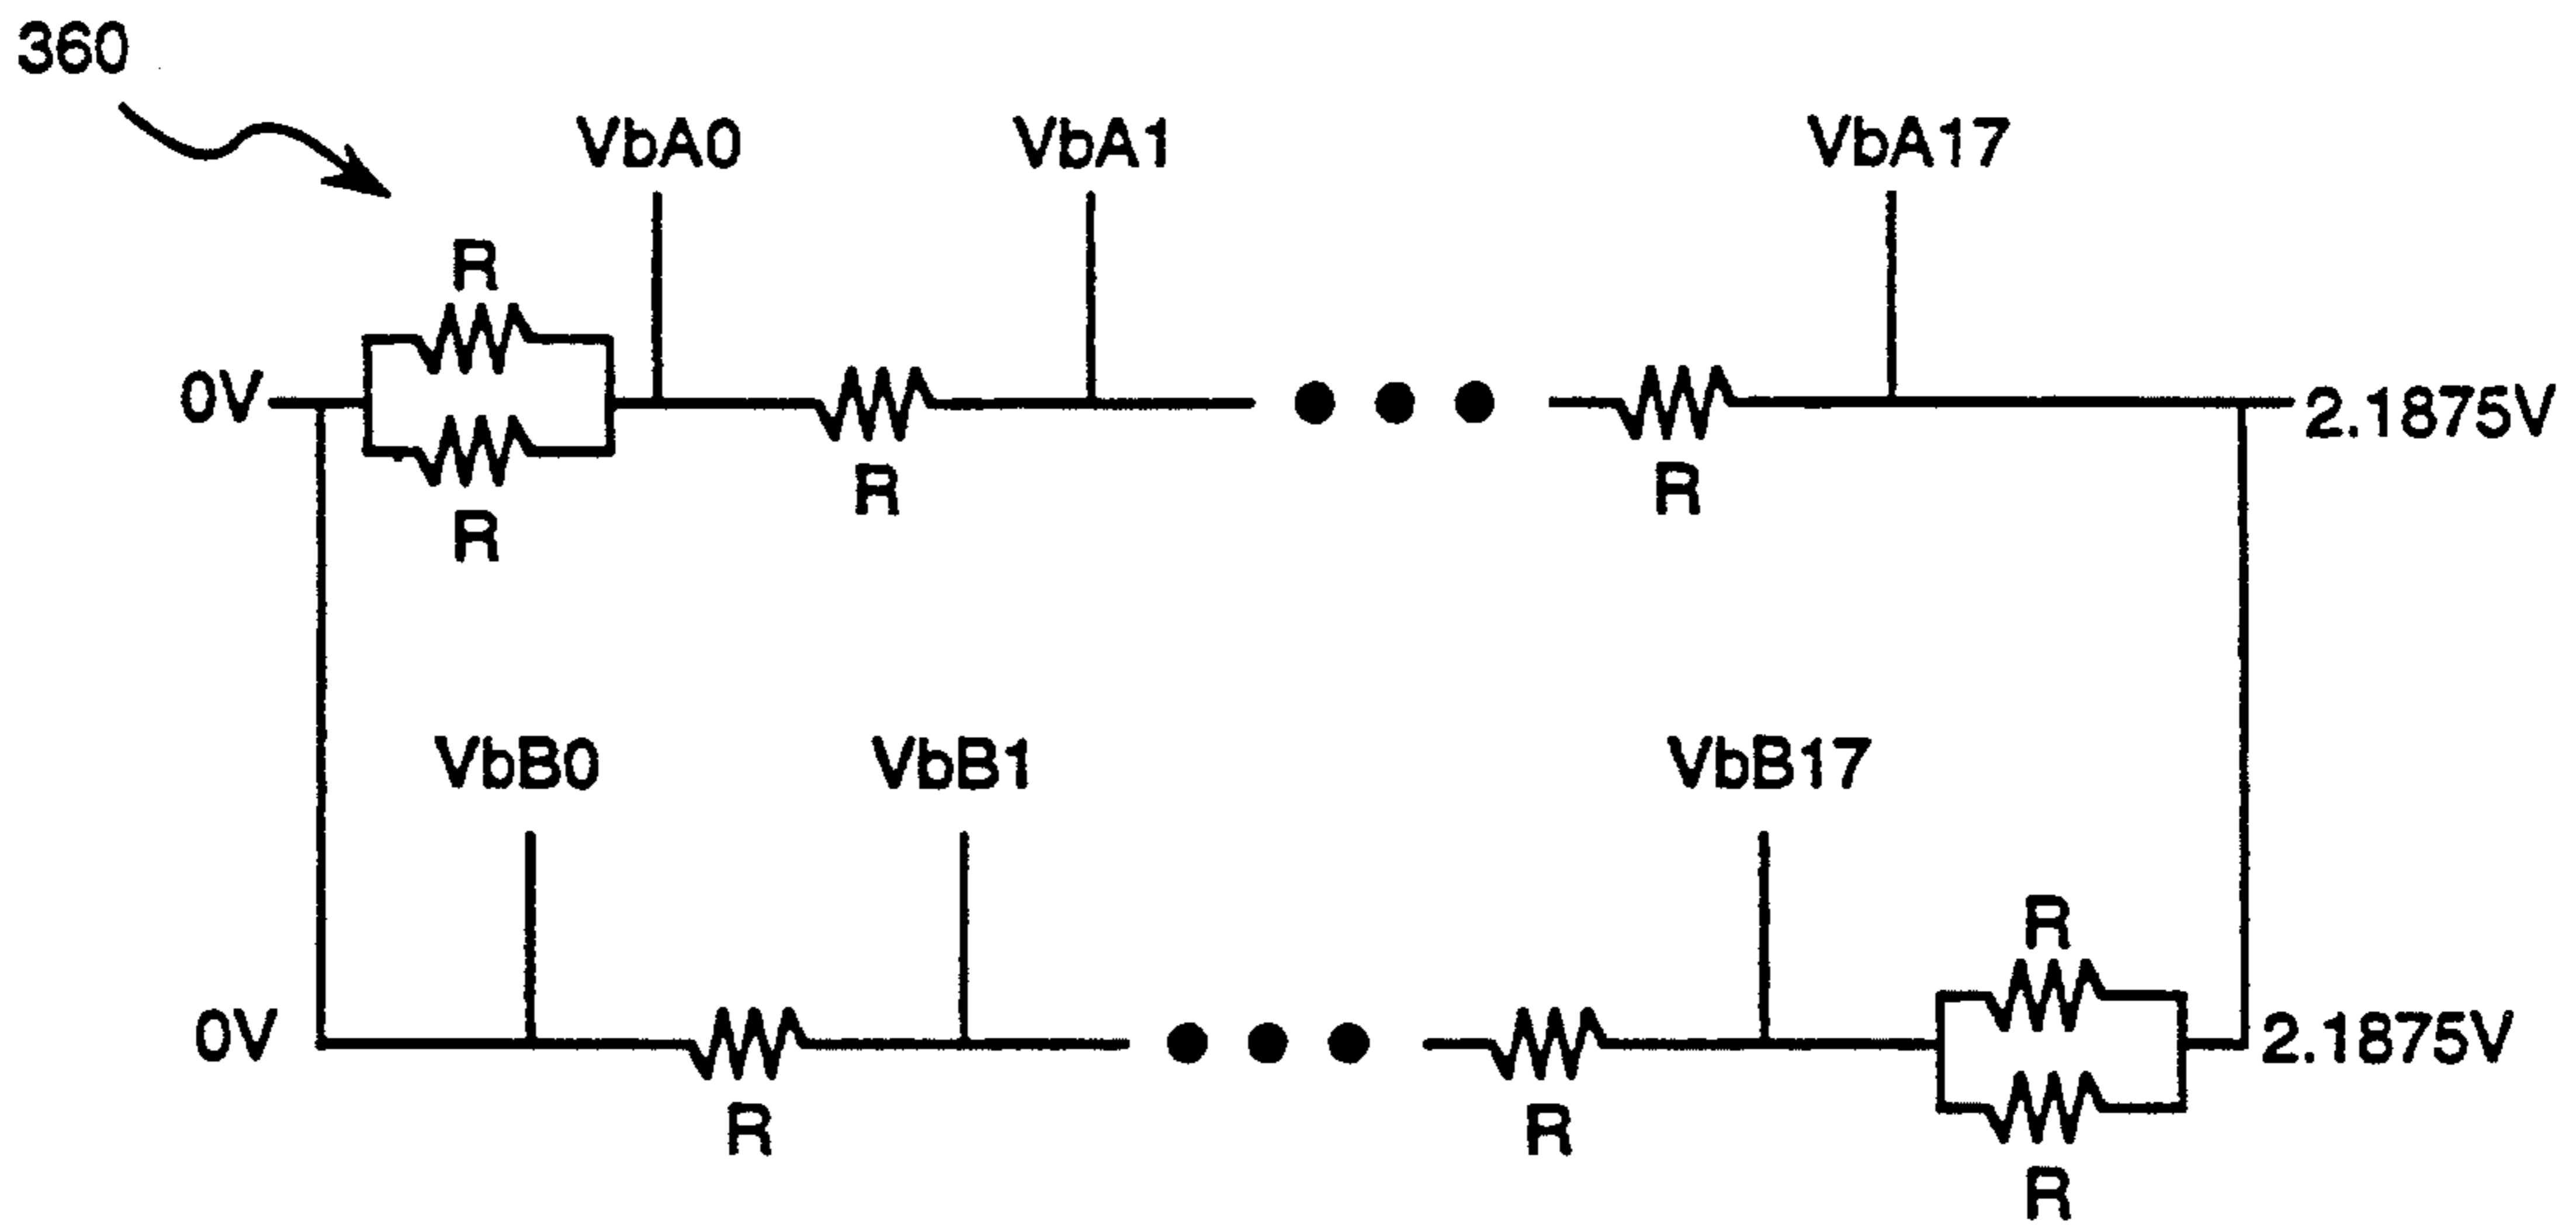 360
VbA0 VbA1 VbA17
R
0V 2.1875V
R R
R
VbB0 VbB1 VbB17
R
0V 2.1875V
R R
R